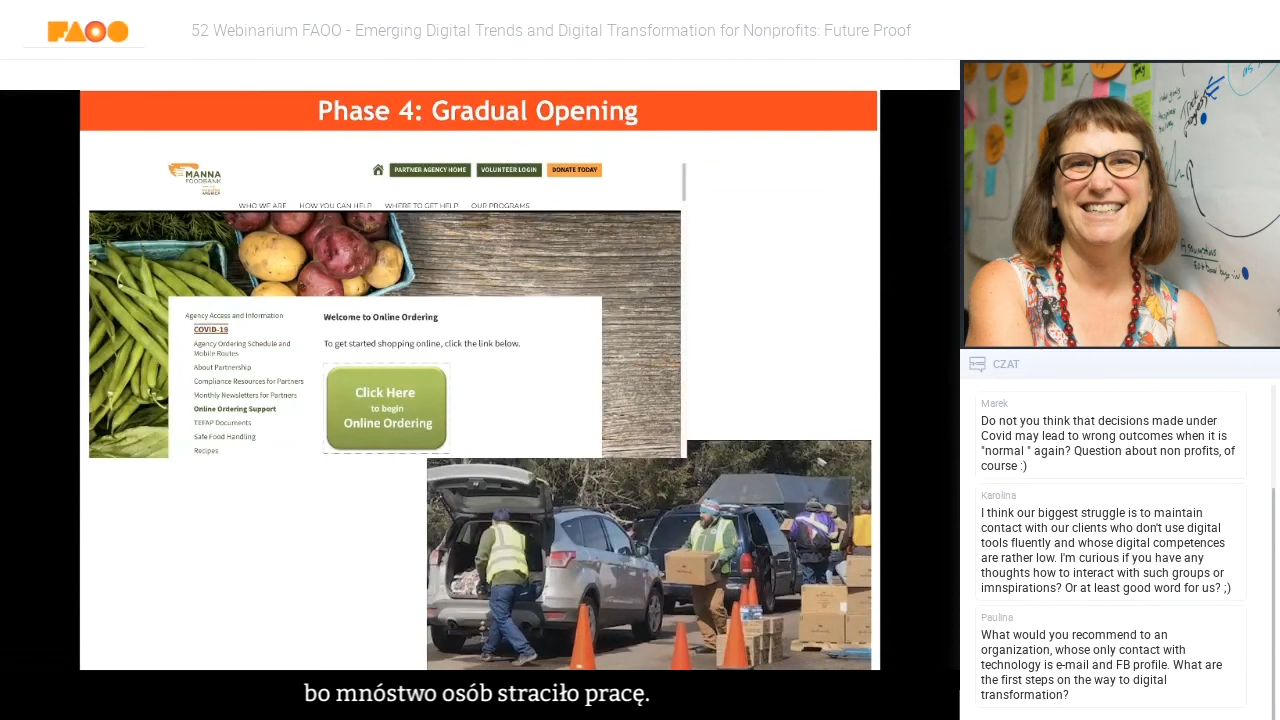 FAOO
52 Webinarium FAOO - Emerging Digital Trends and Digital Transformation for Nonprofits: Future Proof
Phase 4: Gradual Opening
MANNA
FOODBANK
PARTNER AGENCY HOME
VOLUNTEER LOGIN
DONATE TODAY
WHO WE ARE
HOW YOU CAN HELP
WHERE TO GET HELP
OUR PROGRAMS
Agency Access and Information
COVID-19
Agency Ordering Schedule and
Mobile Routes
About Partnership
Compliance Resources for Partners
Monthly Newsletters for Partners
Online Ordering Support
TEFAP Documents
Safe Food Handling
Recipes
Welcome to Online Ordering
To get started shopping online, click the link below.
Click Here
to begin
Online Ordering
bo mnóstwo osób straciło pracę.
CZAT
Marek
Do not you think that decisions made under
Covid may lead to wrong outcomes when it is
"normal " again? Question about non profits, of
course :)
Karolina
I think our biggest struggle is to maintain
contact with our clients who don't use digital
tools fluently and whose digital competences
are rather low. I'm curious if you have any
thoughts how to interact with such groups or
imnspirations? Or at least good word for us? ;)
Paulina
What would you recommend to an
organization, whose only contact with
technology is e-mail and FB profile. What are
the first steps on the way to digital
transformation?